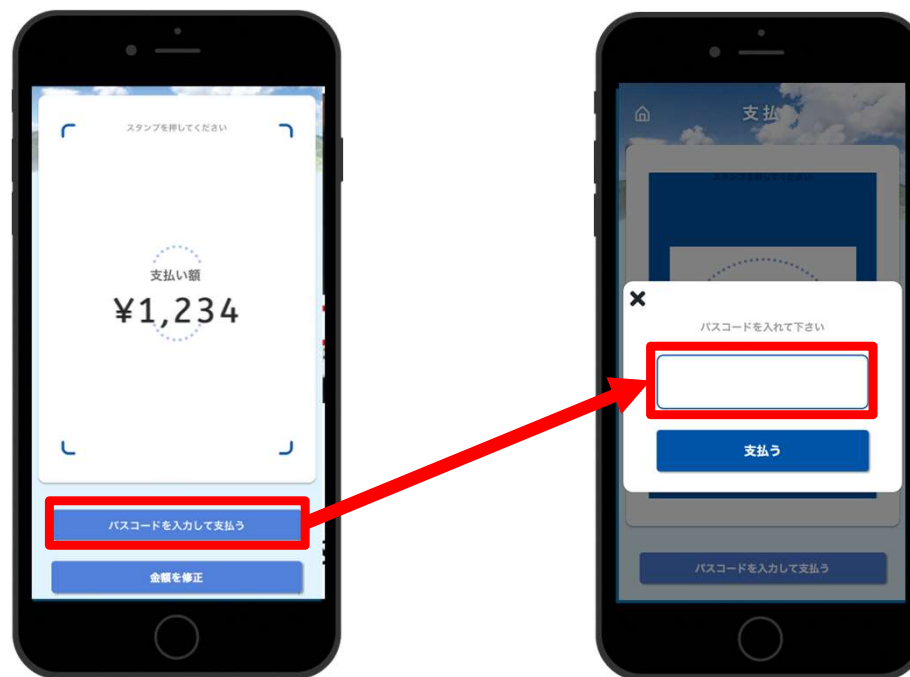 スタンプを押してください
支払い額
¥1,234
パスコードを入力して支払う
金額を修正
支払
パスコードを入れて下さい
支払う
パスコードを入力して支払う